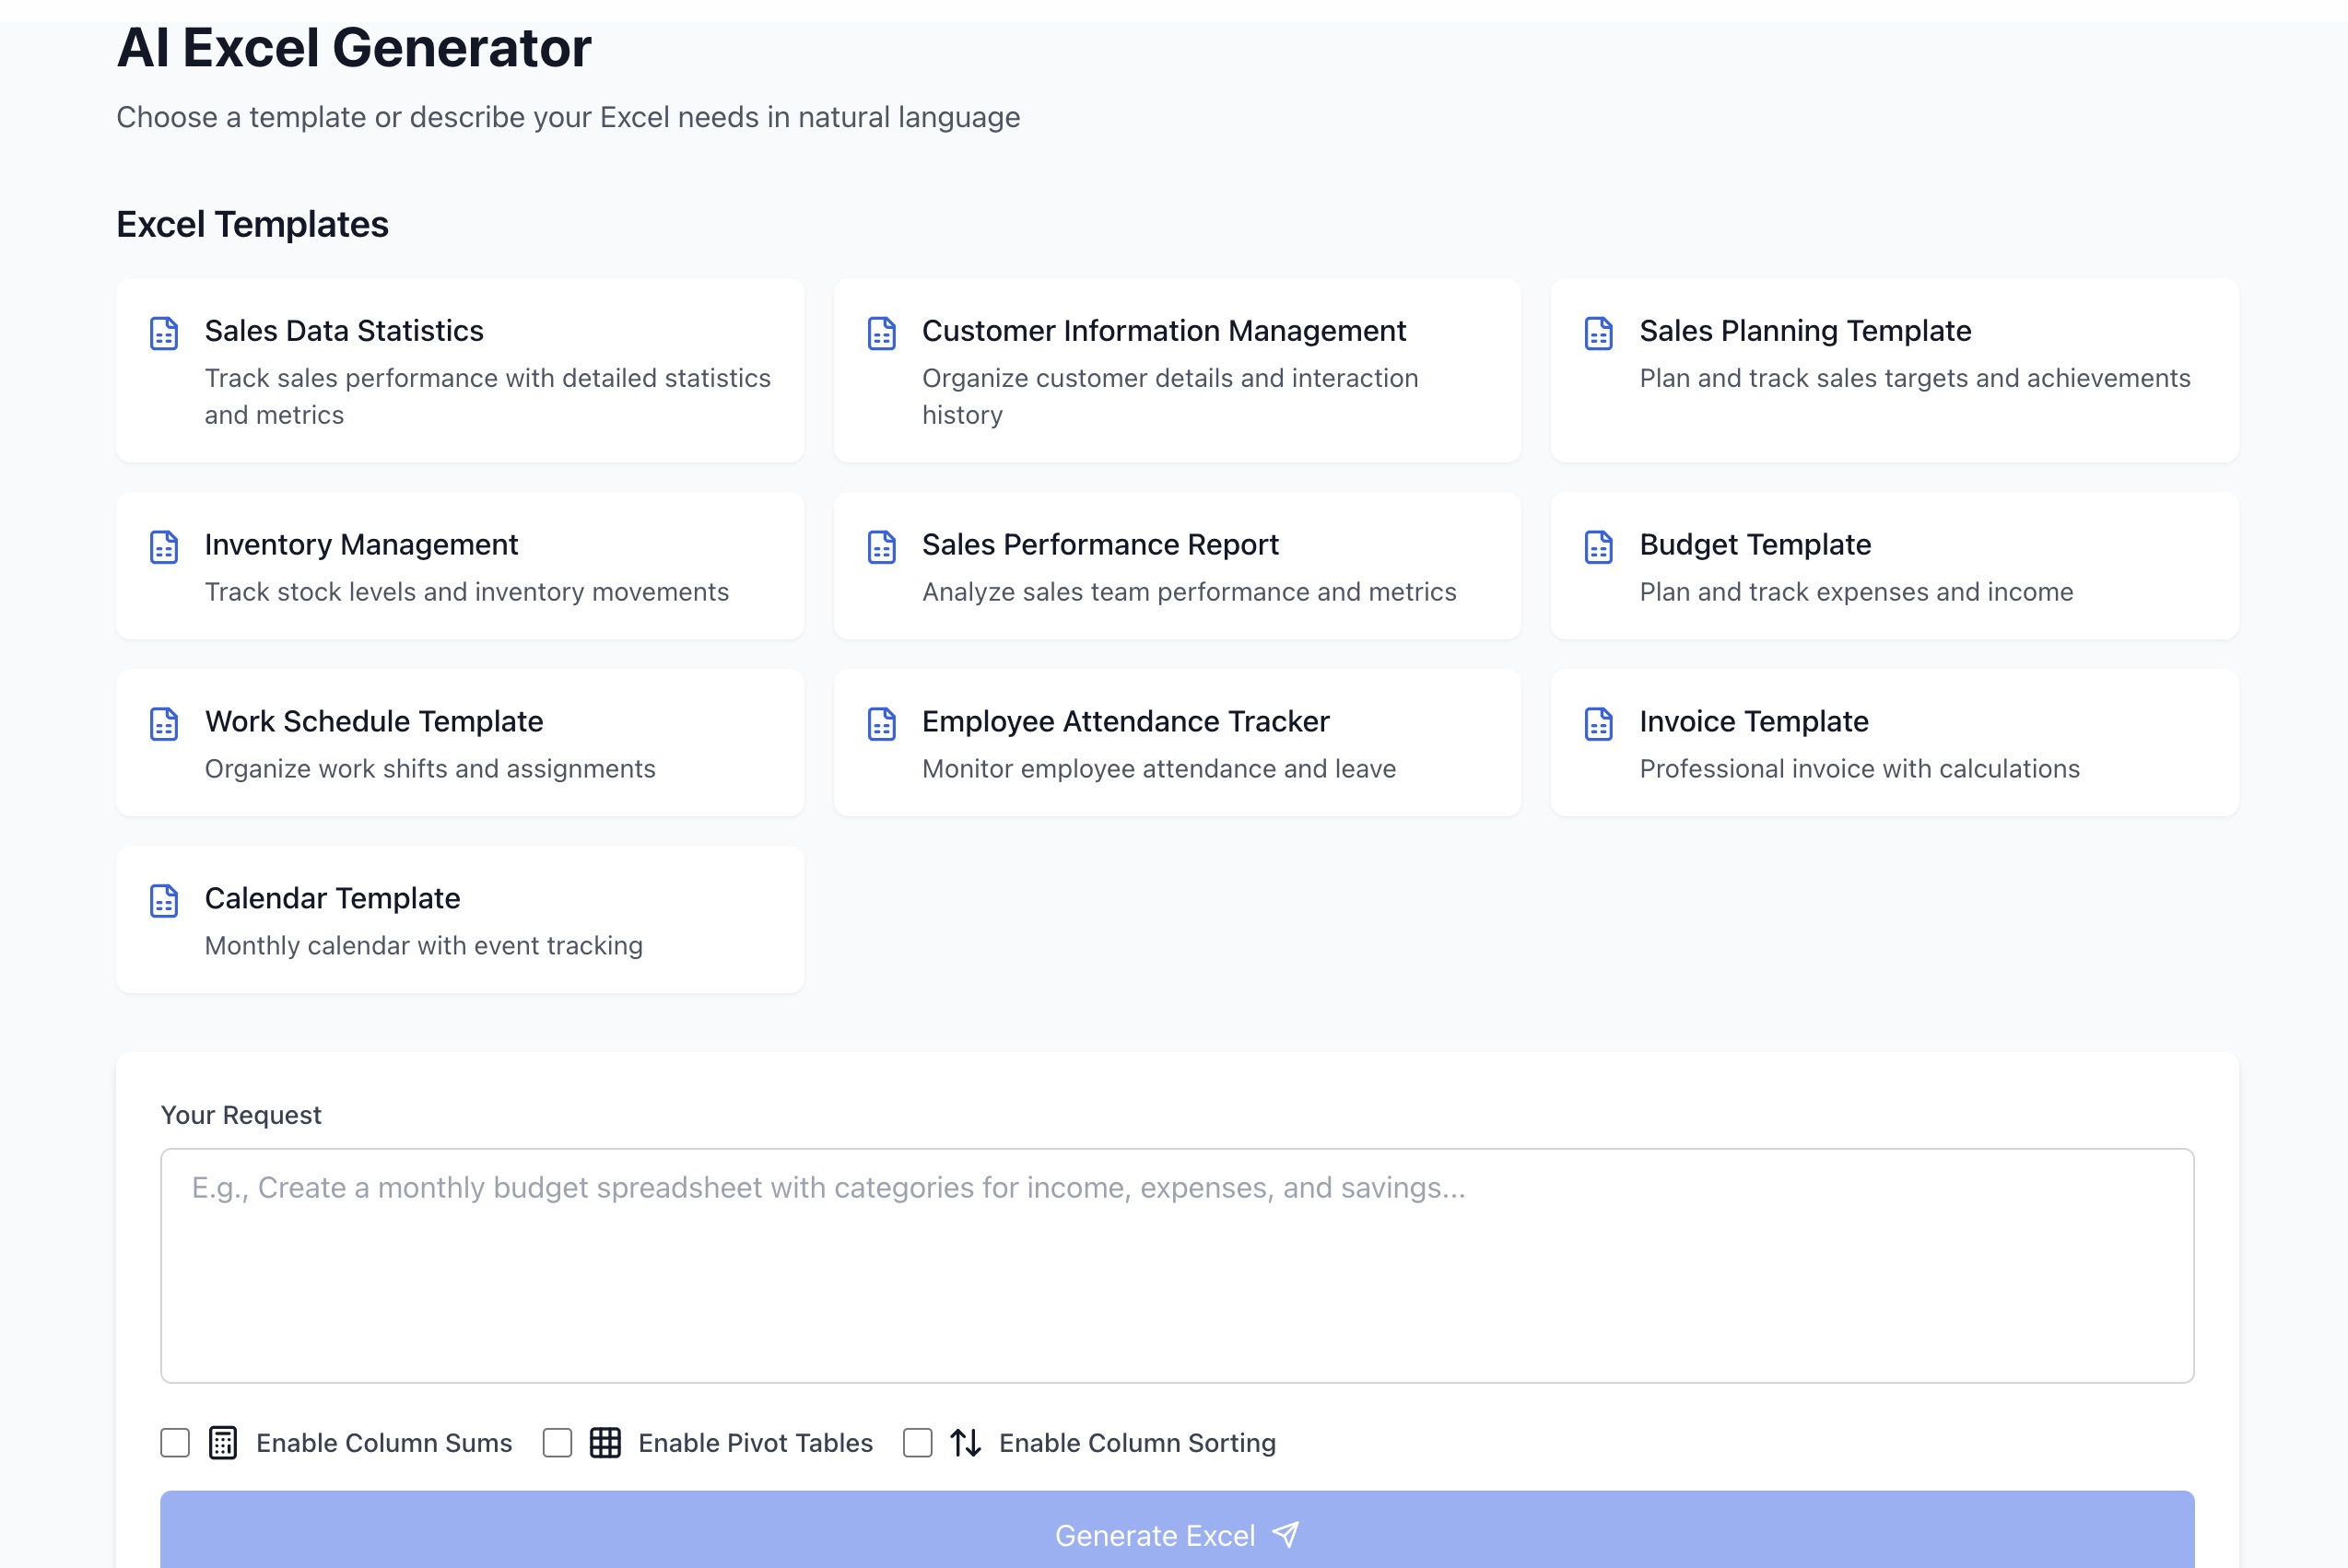 AI Excel Generator
Choose a template or describe your Excel needs in natural language
Excel Templates
Sales Data Statistics
Track sales performance with detailed statistics
and metrics
Customer Information Management
Organize customer details and interaction
history
Sales Planning Template
Plan and track sales targets and achievements
Inventory Management
Track stock levels and inventory movements
Sales Performance Report
Analyze sales team performance and metrics
Budget Template
Plan and track expenses and income
Work Schedule Template
Organize work shifts and assignments
Employee Attendance Tracker
Monitor employee attendance and leave
Invoice Template
Professional invoice with calculations
Calendar Template
Monthly calendar with event tracking
Your Request
E.g., Create a monthly budget spreadsheet with categories for income, expenses, and savings...
Enable Column Sums
Enable Pivot Tables
Enable Column Sorting
Generate Excel